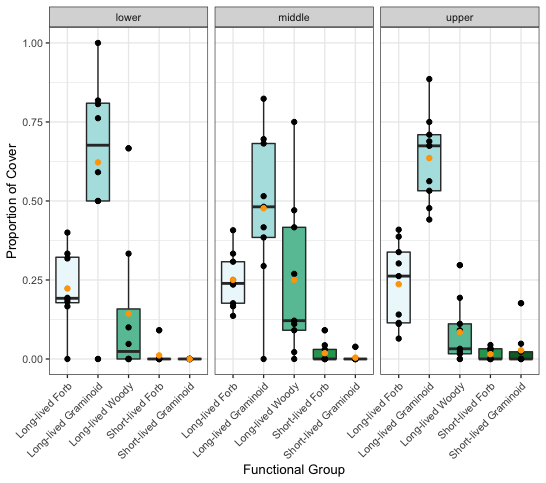 lower
middle
upper
Proportion of Cover
1.00
0.75
0.50
0.25
0.00
Long-lived Forb
Long-lived Graminoid
Long-lived Woody
Short-lived Forb
Short-lived Graminoid
Long-lived Forb
Long-lived Graminoid
Long-lived Woody
Short-lived Forb
Short-lived Graminoid
Long-lived Forb
Long-lived Graminoid
Long-lived Woody
Short-lived Forb
Short-lived Graminoid
Functional Group